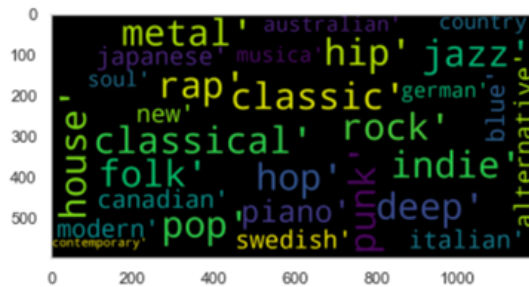 0
100
200
300
400
500
metal' australian' country
japanese' musica' hip' jazz'
soul' rap' classic' german' blue'
new' rock' alternative'
house' classical' indie'
folk' hop' punk'
canadian' piano' deep'
modern' pop' swedish' italian'
contemporary'
0 200 400 600 800 1000